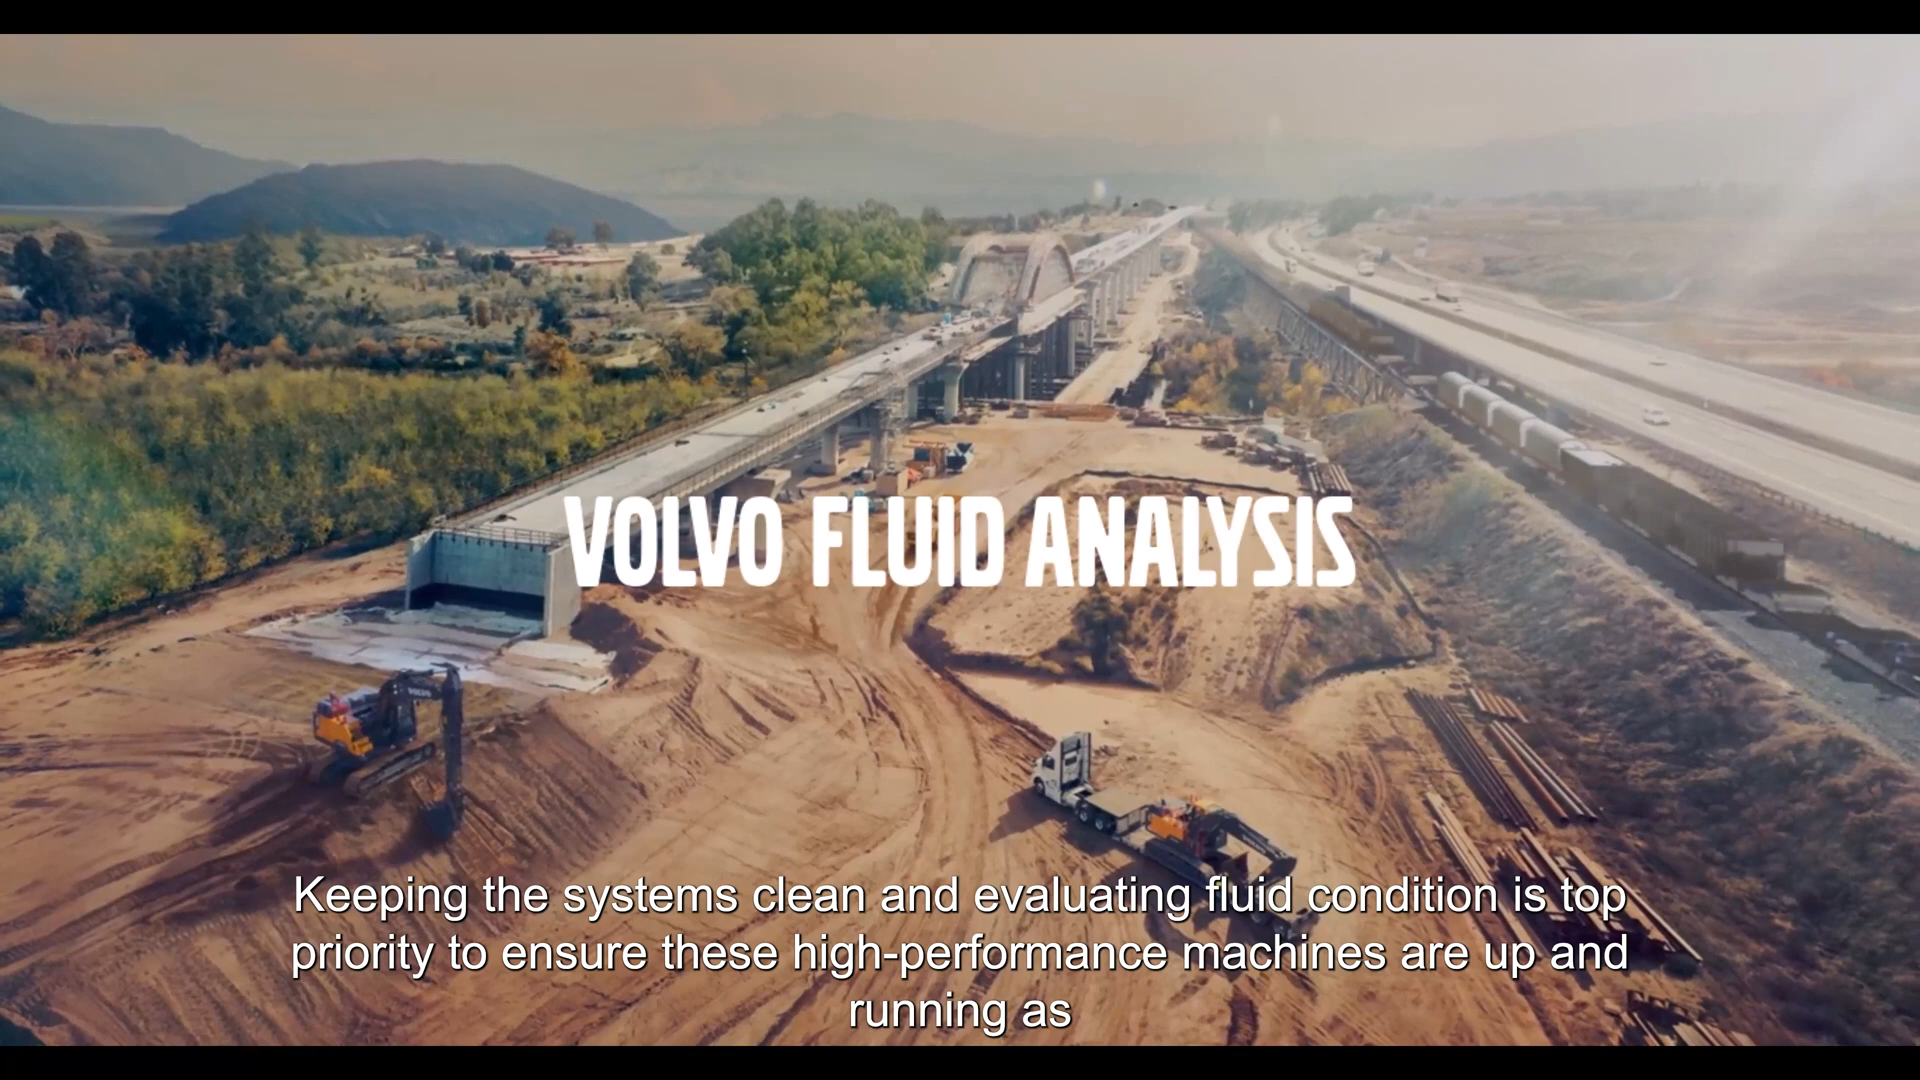 VOLVO FLUID ANALYSIS
VOLVO
Keeping the systems clean and evaluating fluid condition is top
priority to ensure these high-performance machines are up and
running as